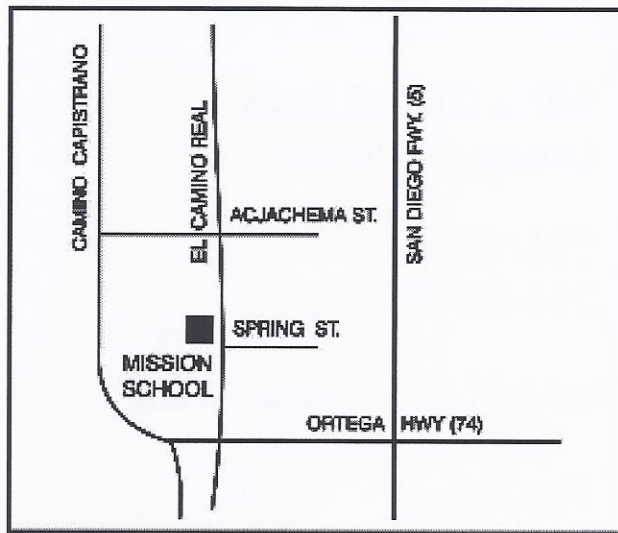 CAMINO CAPISTRANO
EL CAMINO REAL
SAN DIEGO FWY. (5)
ACJACHEMA ST.
SPRING ST.
MISSION
SCHOOL
ORTEGA HWY (74)